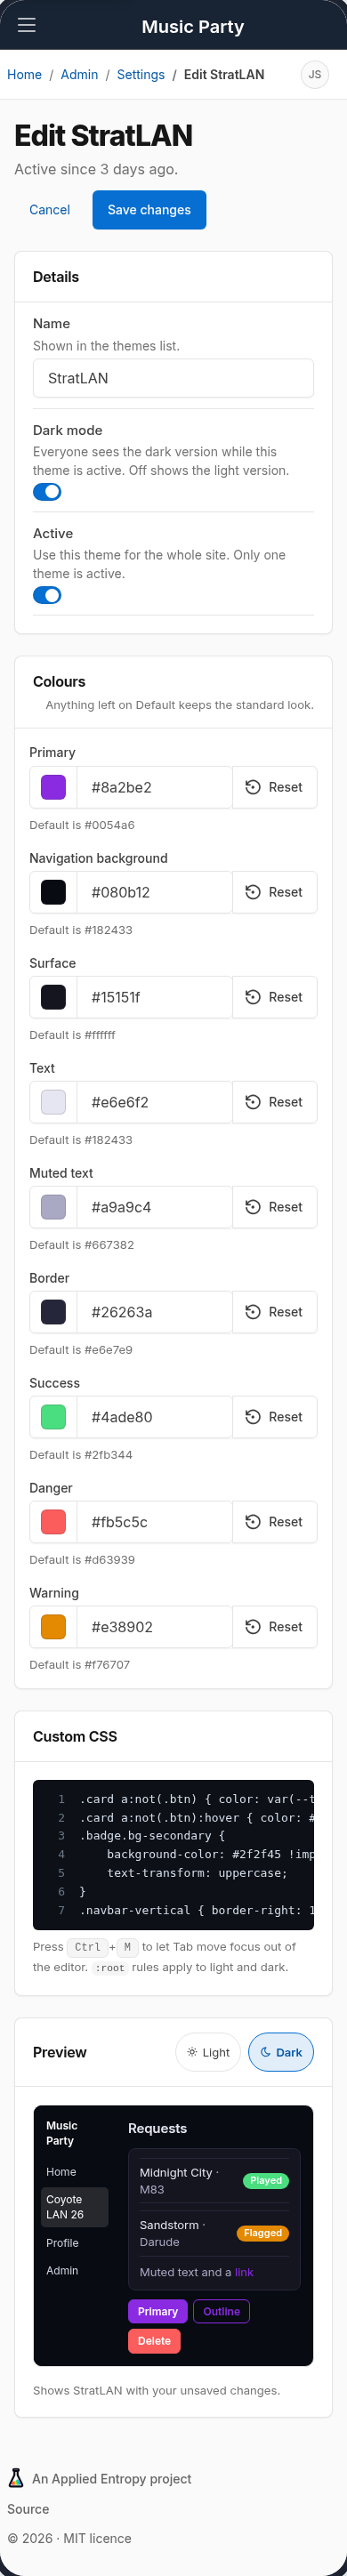 Music Party
Home / Admin / Settings / Edit StratLAN JS
Edit StratLAN
Active since 3 days ago.
Cancel Save changes
Details
Name
Shown in the themes list.
StratLAN
Dark mode
Everyone sees the dark version while this
theme is active. Off shows the light version.
Active
Use this theme for the whole site. Only one
theme is active.
Colours
Anything left on Default keeps the standard look.
Primary
#8a2be2 Reset
Default is #0054a6
Navigation background
#080b12 Reset
Default is #182433
Surface
#15151f Reset
Default is #ffffff
Text
#e6e6f2 Reset
Default is #182433
Muted text
#a9a9c4 Reset
Default is #667382
Border
#26263a Reset
Default is #e6e7e9
Success
#4ade80 Reset
Default is #2fb344
Danger
#fb5c5c Reset
Default is #d63939
Warning
#e38902 Reset
Default is #f76707
Custom CSS
1 .card a:not(.btn) { color: var(--t
2 .card a:not(.btn):hover { color: #
3 .badge.bg-secondary {
4 background-color: #2f2f45 !imp
5 text-transform: uppercase;
6 }
7 .navbar-vertical { border-right: 1
Press Ctrl+M to let Tab move focus out of
the editor. :root rules apply to light and dark.
Preview Light Dark
Music
Party
Home
Coyote
LAN 26
Profile
Admin
Requests
Midnight City ·
M83
Played
Sandstorm ·
Darude
Flagged
Muted text and a link
Primary Outline
Delete
Shows StratLAN with your unsaved changes.
An Applied Entropy project
Source
© 2026 · MIT licence